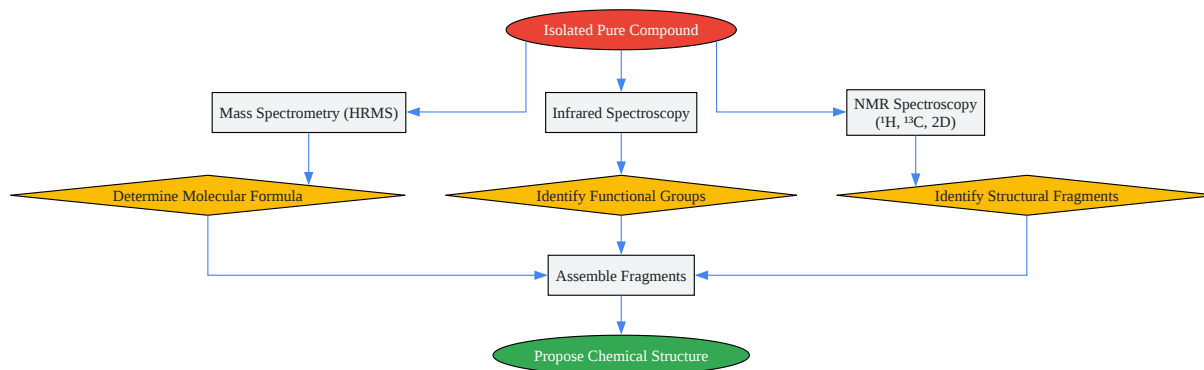 Isolated Pure Compound
Mass Spectrometry (HRMS)
Infrared Spectroscopy
NMR Spectroscopy
(¹H, ¹³C, 2D)
Determine Molecular Formula
Identify Functional Groups
Identify Structural Fragments
Assemble Fragments
Propose Chemical Structure